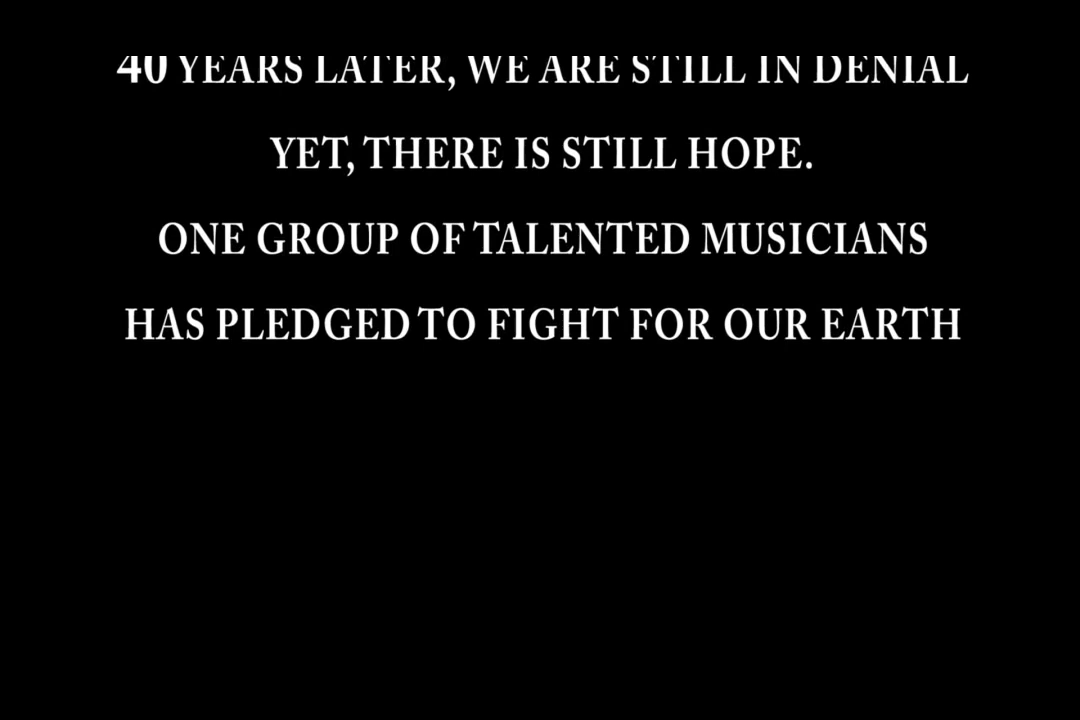 40 YEARS LATER, WE ARE STILL IN DENIAL
YET, THERE IS STILL HOPE.
ONE GROUP OF TALENTED MUSICIANS
HAS PLEDGED TO FIGHT FOR OUR EARTH